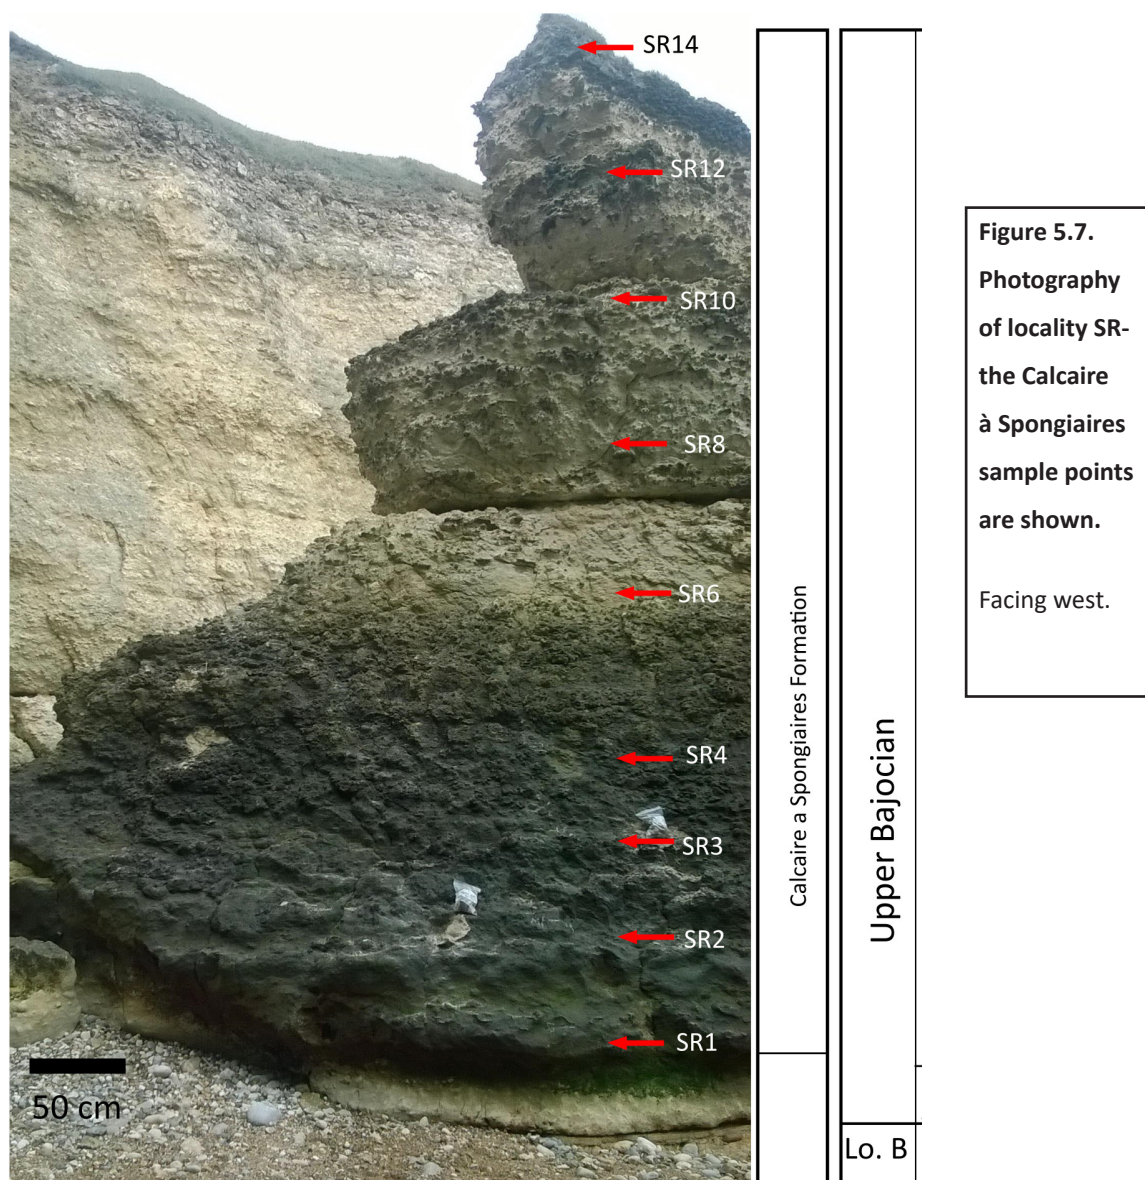 SR14
SR12
SR10
SR8
SR6
SR4
SR3
SR2
SR1
50 cm
Calcaire a Spongiaires Formation
Upper Bajocian
Lo. B
Figure 5.7.
Photography
of locality SR-
the Calcaire
à Spongiaires
sample points
are shown.
Facing west.